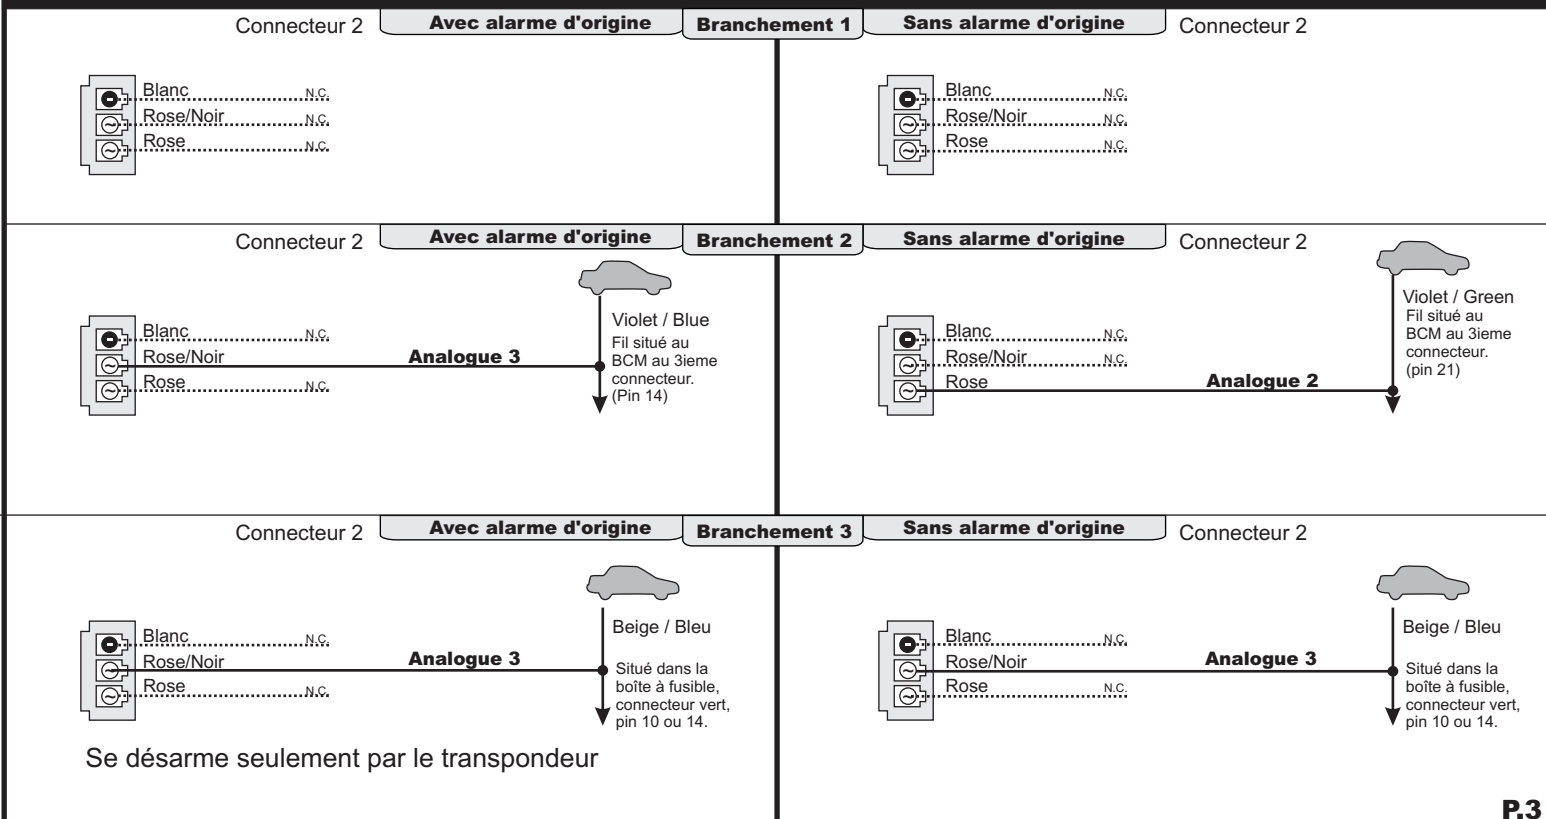 Connecteur 2 Avec alarme d'origine Branchement 1 Sans alarme d'origine Connecteur 2
Blanc N.C.
Rose/Noir N.C.
Rose N.C.
Blanc N.C.
Rose/Noir N.C.
Rose N.C.
Connecteur 2 Avec alarme d'origine Branchement 2 Sans alarme d'origine Connecteur 2
Blanc N.C.
Rose/Noir Analogue 3
Rose N.C.
Violet / Blue
Fil situé au
BCM au 3ieme
connecteur.
(Pin 14)
Blanc N.C.
Rose/Noir N.C.
Rose Analogue 2
Violet / Green
Fil situé au
BCM au 3ieme
connecteur.
(pin 21)
Connecteur 2 Avec alarme d'origine Branchement 3 Sans alarme d'origine Connecteur 2
Blanc N.C.
Rose/Noir Analogue 3
Rose N.C.
Beige / Bleu
Situé dans la
boîte à fusible,
connecteur vert,
pin 10 ou 14.
Se désarme seulement par le transpondeur
Blanc N.C.
Rose/Noir Analogue 3
Rose N.C.
Beige / Bleu
Situé dans la
boîte à fusible,
connecteur vert,
pin 10 ou 14.
P.3